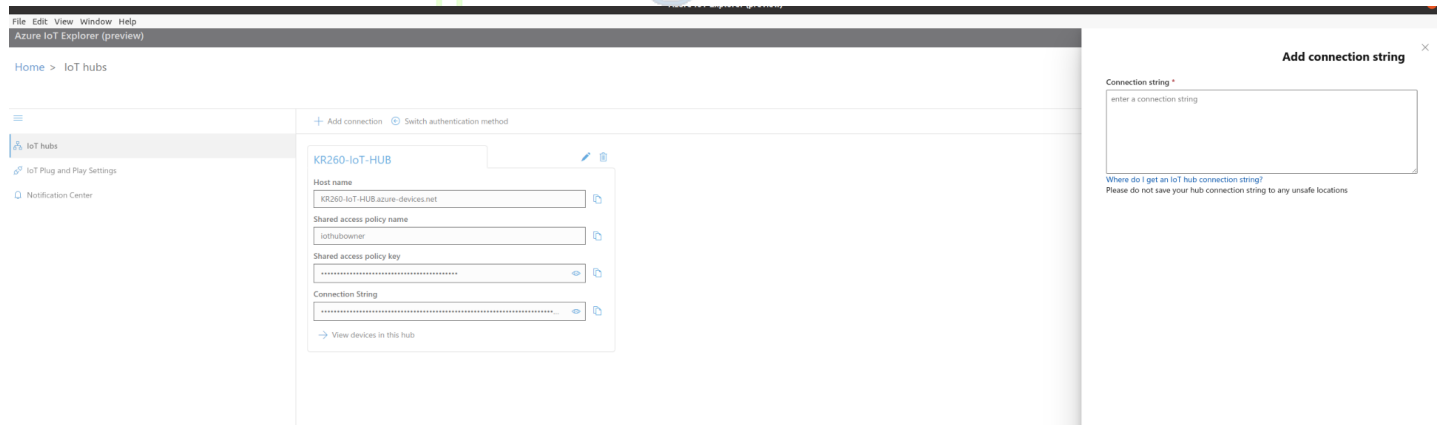 File Edit View Window Help
Azure IoT Explorer (preview)
Home > IoT hubs
IoT hubs
IoT Plug and Play Settings
Notification Center
Add connection Switch authentication method
KR260-IoT-HUB
Host name
KR260-IoT-HUB.azure-devices.net
Shared access policy name
iothubowner
Shared access policy key
Connection String
View devices in this hub
Add connection string
Connection string *
enter a connection string
Where do I get an IoT hub connection string?
Please do not save your hub connection string to any unsafe locations